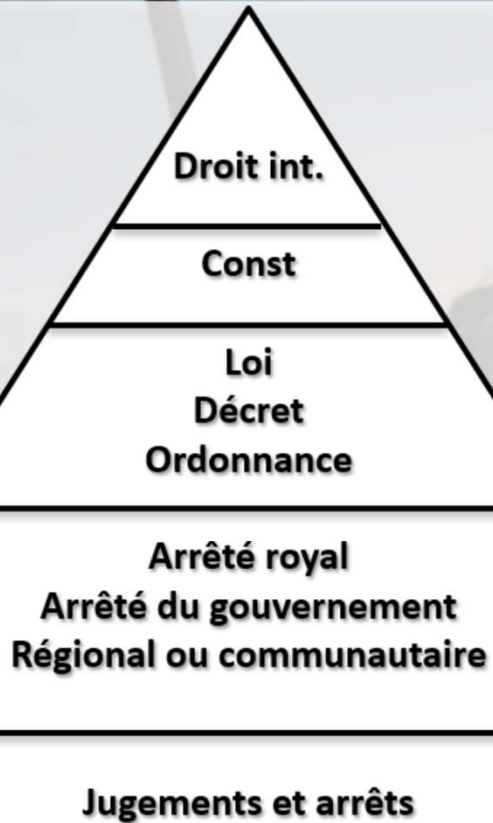 Droit int.
Const
Loi
Décret
Ordonnance
Arrêté royal
Arrêté du gouvernement
Régional ou communautaire
Jugements et arrêts